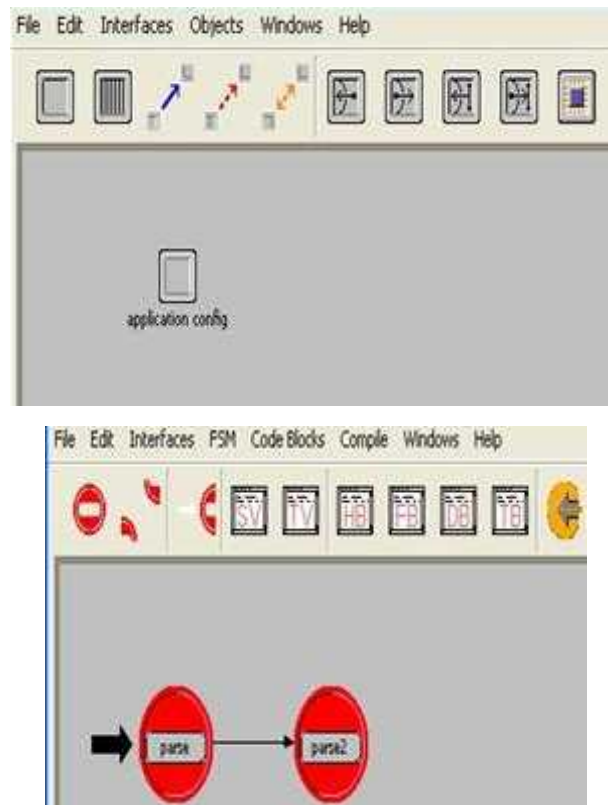 File Edit Interfaces Objects Windows Help
application config
File Edit Interfaces FSM Code Blocks Compile Windows Help
SV TV HB FB DB TB
parse parse2